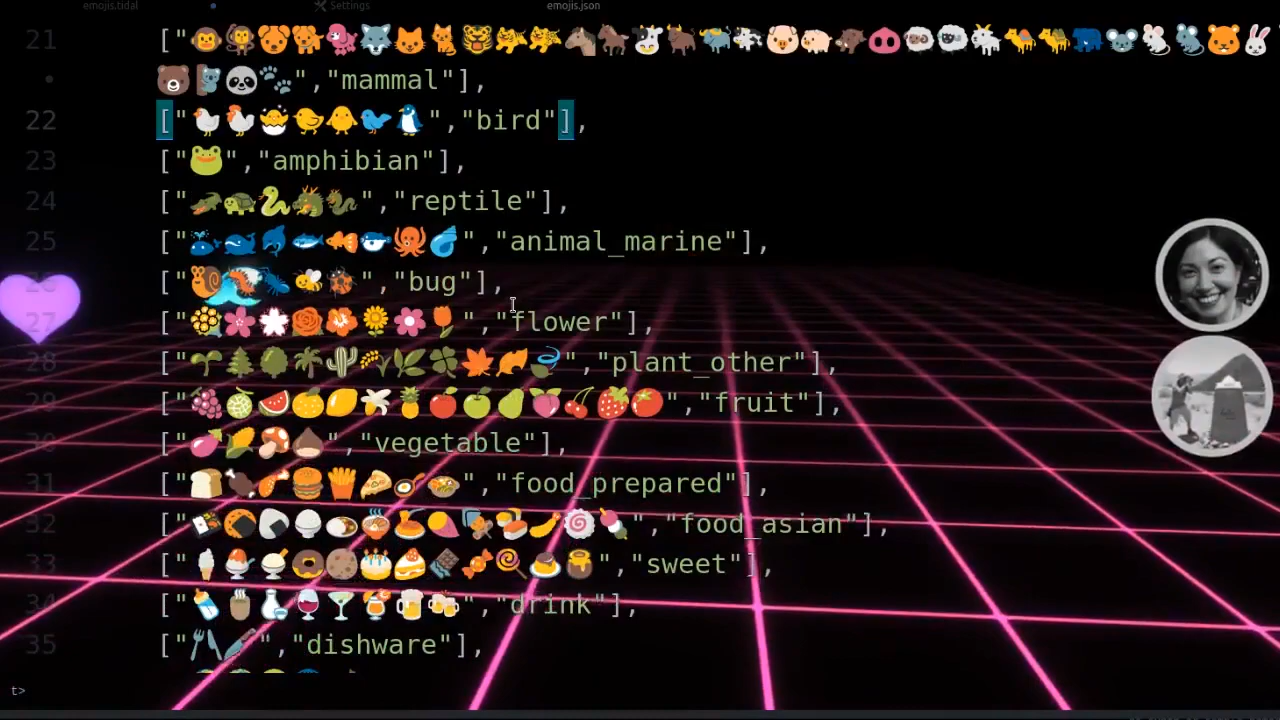 emojis.tidal Settings emojis.json
21 ["🐵🐒🐶🐕🐩🐺🐱🐈🐯🐅🐆🐴🐎🐮🐂🐃🐄🐷🐖🐗🐽🐏🐑🐐🐪🐫🐘🐭🐁🐀🐹🐰
• 🐻🐨🐼🐾","mammal"],
22 ["🐔🐓🐣🐤🐥🐦🐧","bird"],
23 ["🐸","amphibian"],
24 ["🐊🐢🐍🐲🐉","reptile"],
25 ["🐳🐋🐬🐟🐠🐡🐙🐚","animal_marine"],
26 ["🐌🐛🐜🐝🐞","bug"],
27 ["💐🌸💮🌹🌺🌻🌼🌷","flower"],
28 ["🌱🌲🌳🌴🌵🌾🌿🍀🍁🍂🍃","plant_other"],
29 ["🍇🍈🍉🍊🍋🍌🍍🍎🍏🍐🍑🍒🍓🍅","fruit"],
30 ["🍆🌽🍄🌰","vegetable"],
31 ["🍞🍖🍗🍔🍟🍕🍳🍲","food_prepared"],
32 ["🍱🍘🍙🍚🍛🍜🍝🍠🍢🍣🍤🍥🍡","food_asian"],
33 ["🍦🍧🍨🍩🍪🎂🍰🍫🍬🍭🍮🍯","sweet"],
34 ["🍼☕🍶🍷🍸🍹🍺🍻","drink"],
35 ["🍴🔪","dishware"],
t>